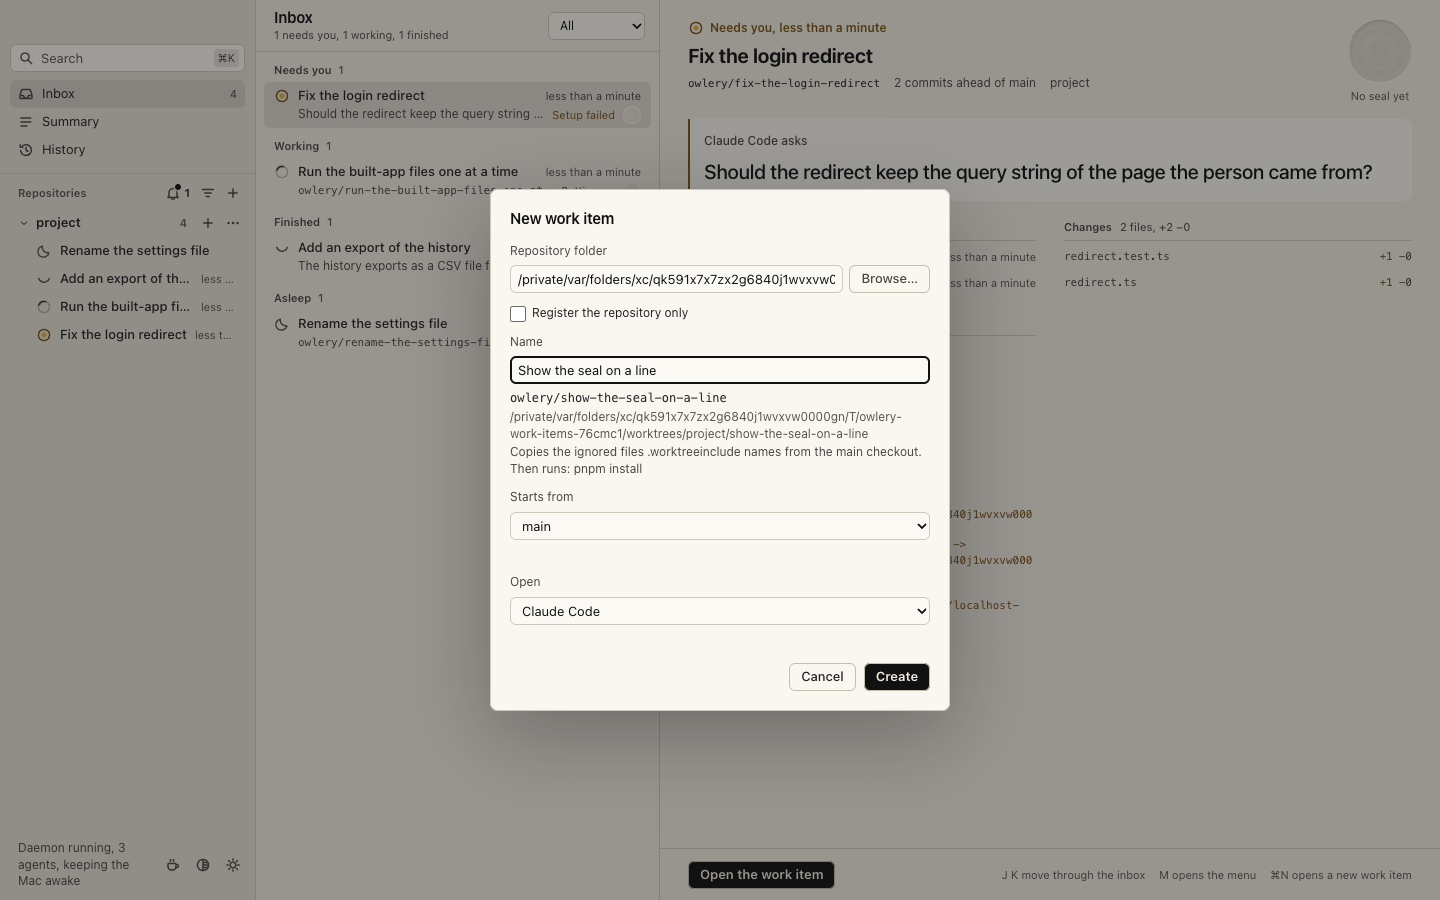 Search ⌘K
Inbox 4
Summary
History
Repositories 1
project 4
Rename the settings file
Add an export of th... less ...
Run the built-app fi... less ...
Fix the login redirect less t...
Daemon running, 3
agents, keeping the
Mac awake
Inbox
1 needs you, 1 working, 1 finished
All
Needs you 1
Fix the login redirect less than a minute
Should the redirect keep the query string ... Setup failed
Working 1
Run the built-app files one at a time less than a minute
owlery/run-the-built-app-files-one-at
Finished 1
Add an export of the history
The history exports as a CSV file f
Asleep 1
Rename the settings file
owlery/rename-the-settings-fi
Needs you, less than a minute
Fix the login redirect
owlery/fix-the-login-redirect 2 commits ahead of main project
No seal yet
Claude Code asks
Should the redirect keep the query string of the page the person came from?
Changes 2 files, +2 −0
ss than a minute redirect.test.ts +1 −0
ss than a minute redirect.ts +1 −0
840j1wvxvw000
—>
840j1wvxvw000
/localhost-
Open the work item
J K move through the inbox M opens the menu ⌘N opens a new work item
New work item
Repository folder
/private/var/folders/xc/qk591x7x7zx2g6840j1wvxvw0 Browse...
Register the repository only
Name
Show the seal on a line
owlery/show-the-seal-on-a-line
/private/var/folders/xc/qk591x7x7zx2g6840j1wvxvw0000gn/T/owlery-
work-items-76cmc1/worktrees/project/show-the-seal-on-a-line
Copies the ignored files .worktreeinclude names from the main checkout.
Then runs: pnpm install
Starts from
main
Open
Claude Code
Cancel Create